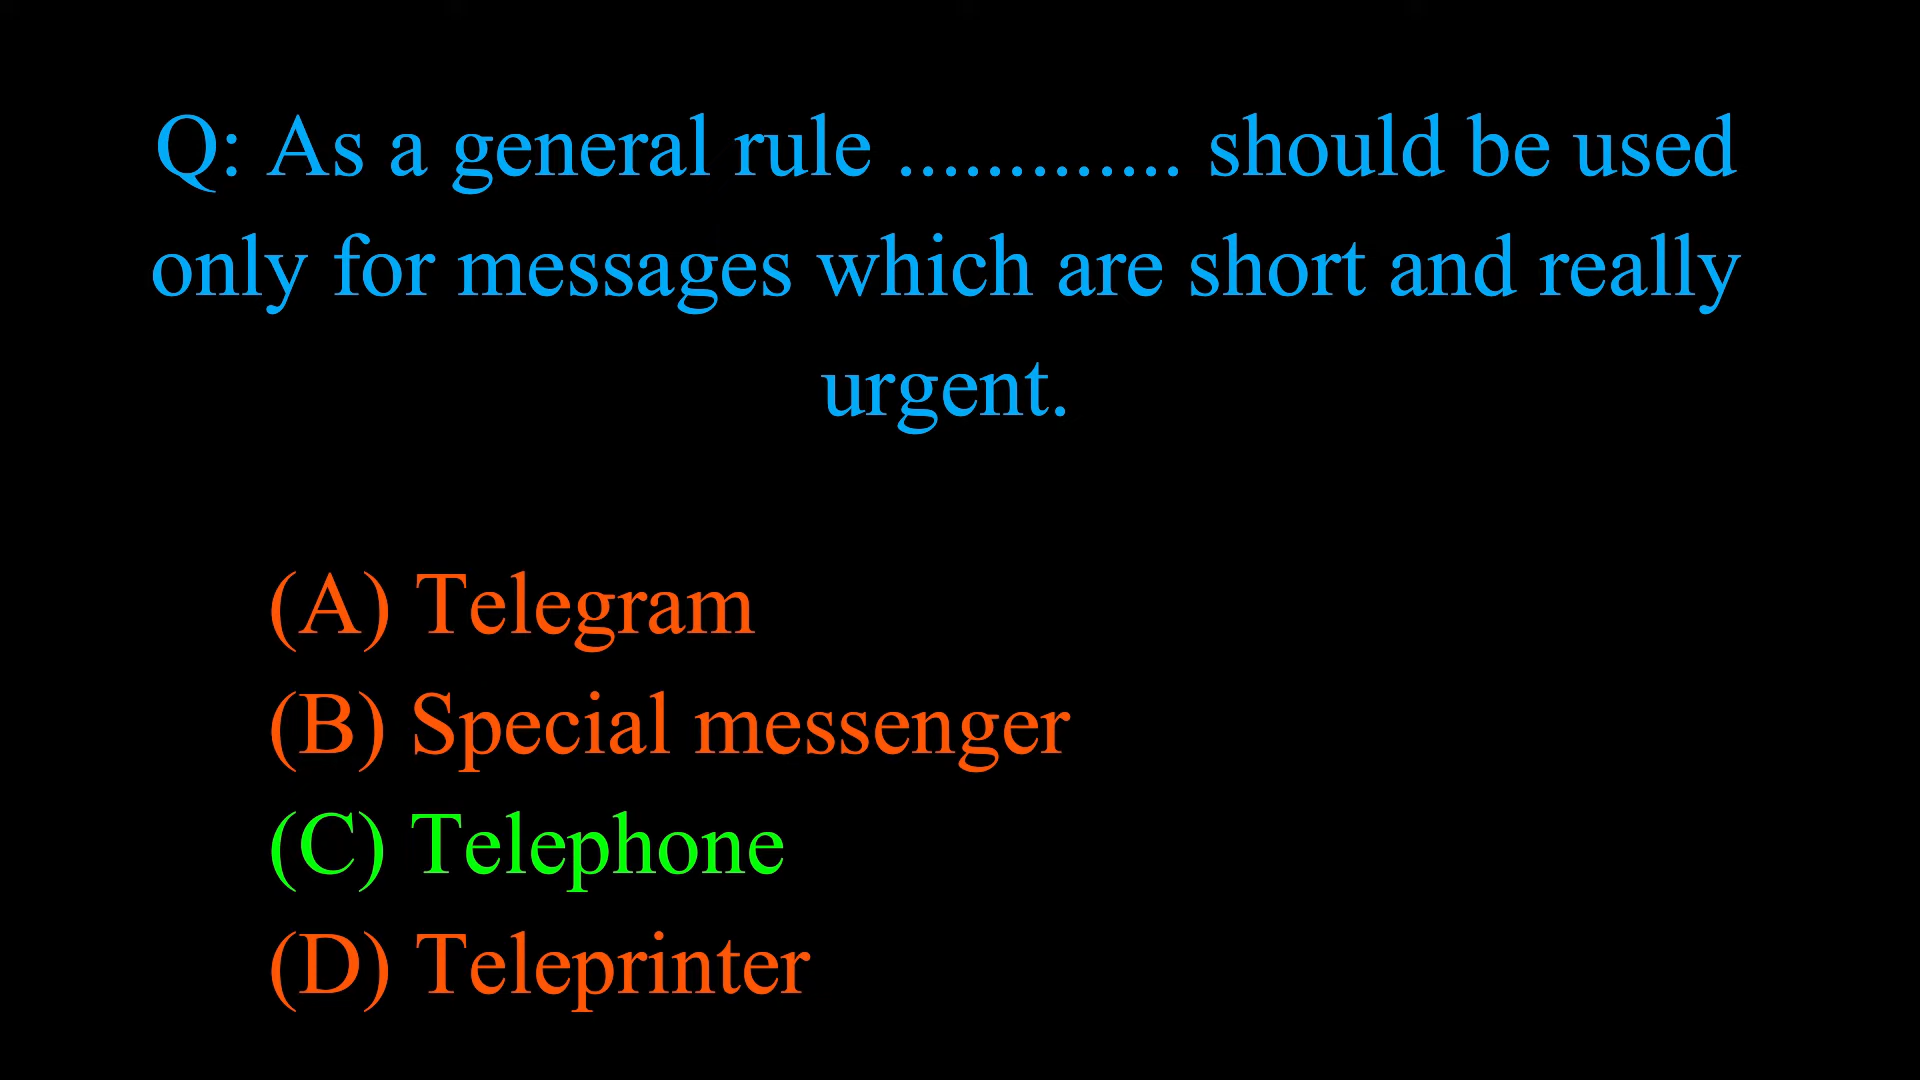 Q: As a general rule ............. should be used
only for messages which are short and really
urgent.
(A) Telegram
(B) Special messenger
(C) Telephone
(D) Teleprinter